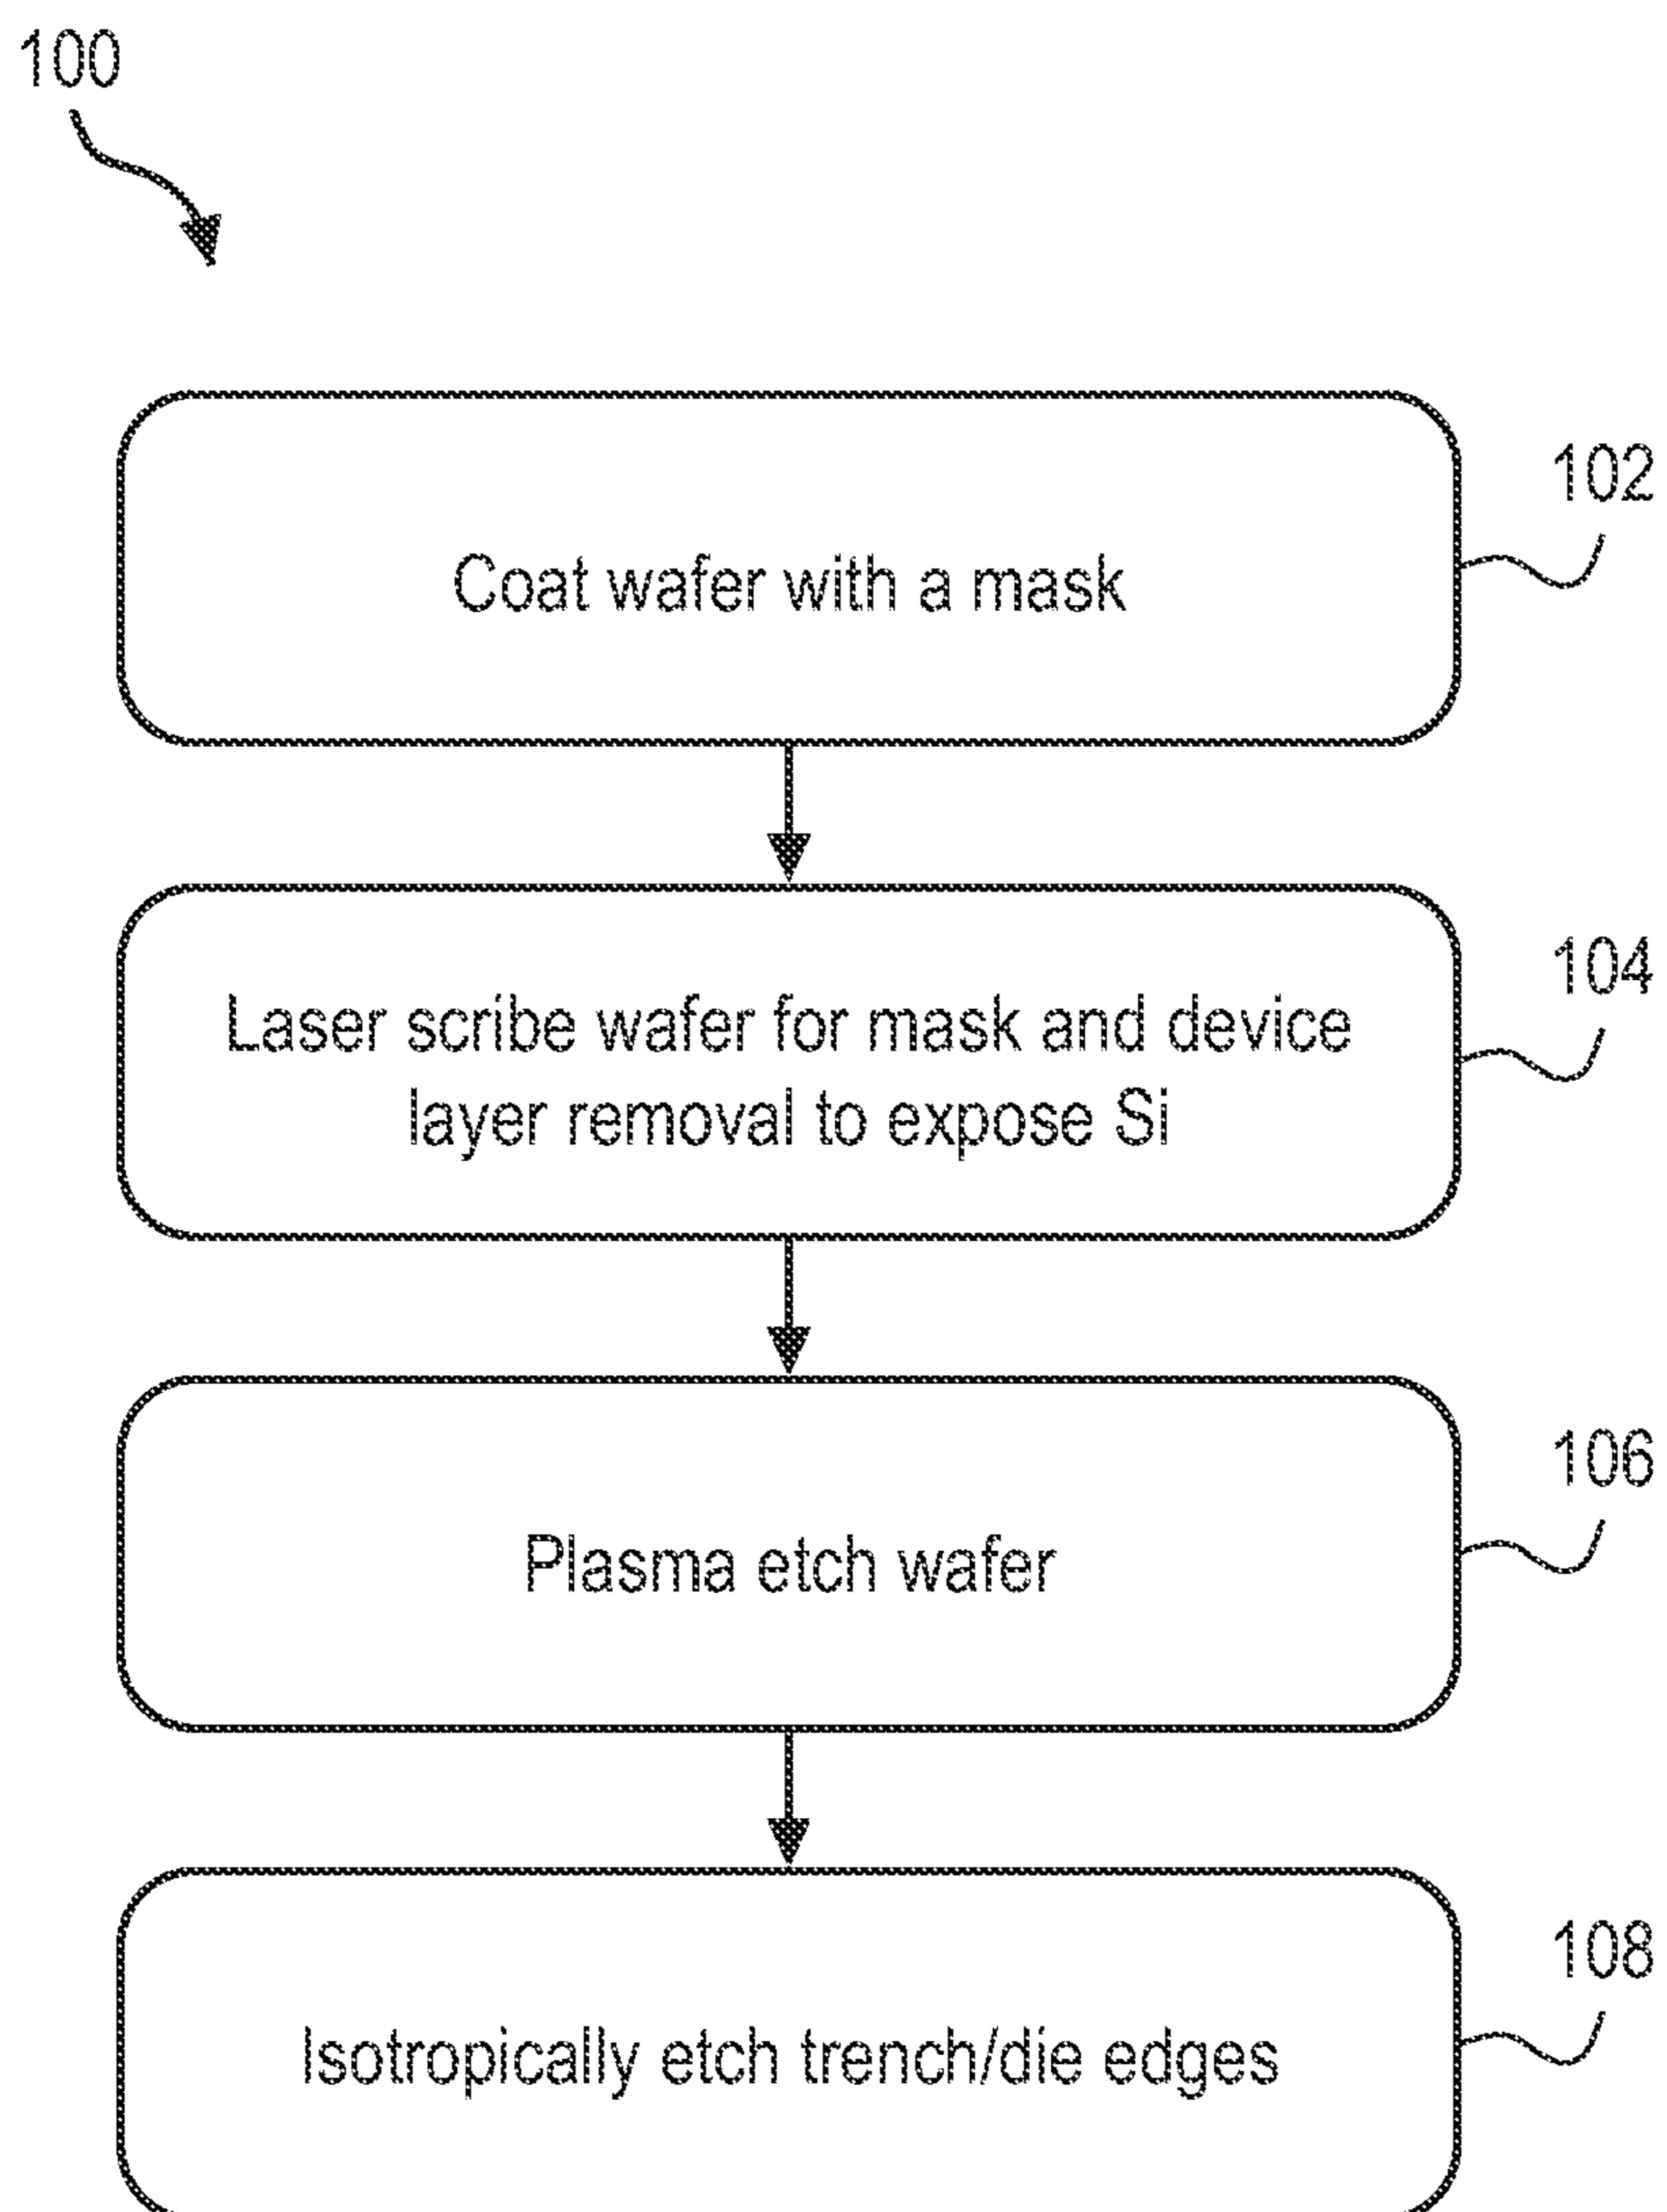 100
102
Coat wafer with a mask
104
Laser scribe wafer for mask and device
layer removal to expose Si
106
Plasma etch wafer
108
Isotropically etch trench/die edges